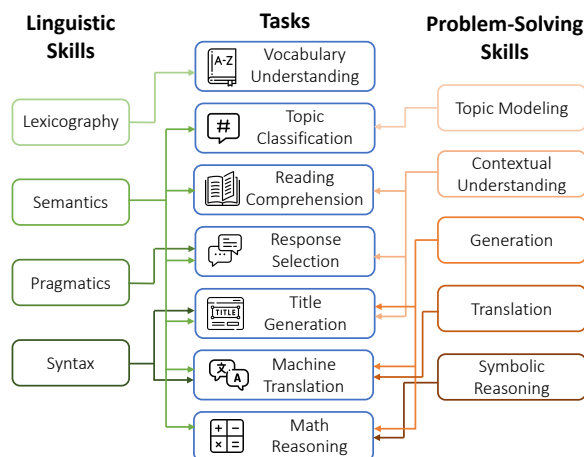 Linguistic
Skills
Tasks
Problem-Solving
Skills
Lexicography
Semantics
Pragmatics
Syntax
A-Z
Vocabulary
Understanding
#
Topic
Classification
Reading
Comprehension
Response
Selection
TITLE
Title
Generation
文
A
Machine
Translation
+ -
× =
Math
Reasoning
Topic Modeling
Contextual
Understanding
Generation
Translation
Symbolic
Reasoning